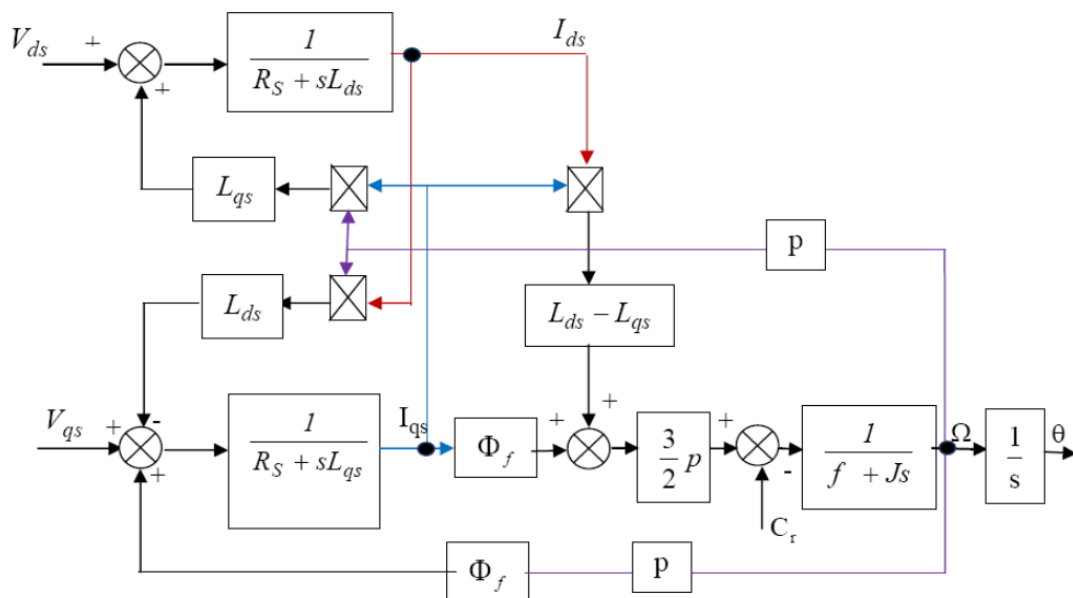 V_ds
+
+
1
R_S + sL_ds
I_ds
L_qs
p
L_ds
L_ds − L_qs
V_qs
+
-
+
1
R_S + sL_qs
I_qs
Φ_f
+
+
3
2
p
+
-
C_r
1
f + Js
Ω
1
s
θ
Φ_f
p